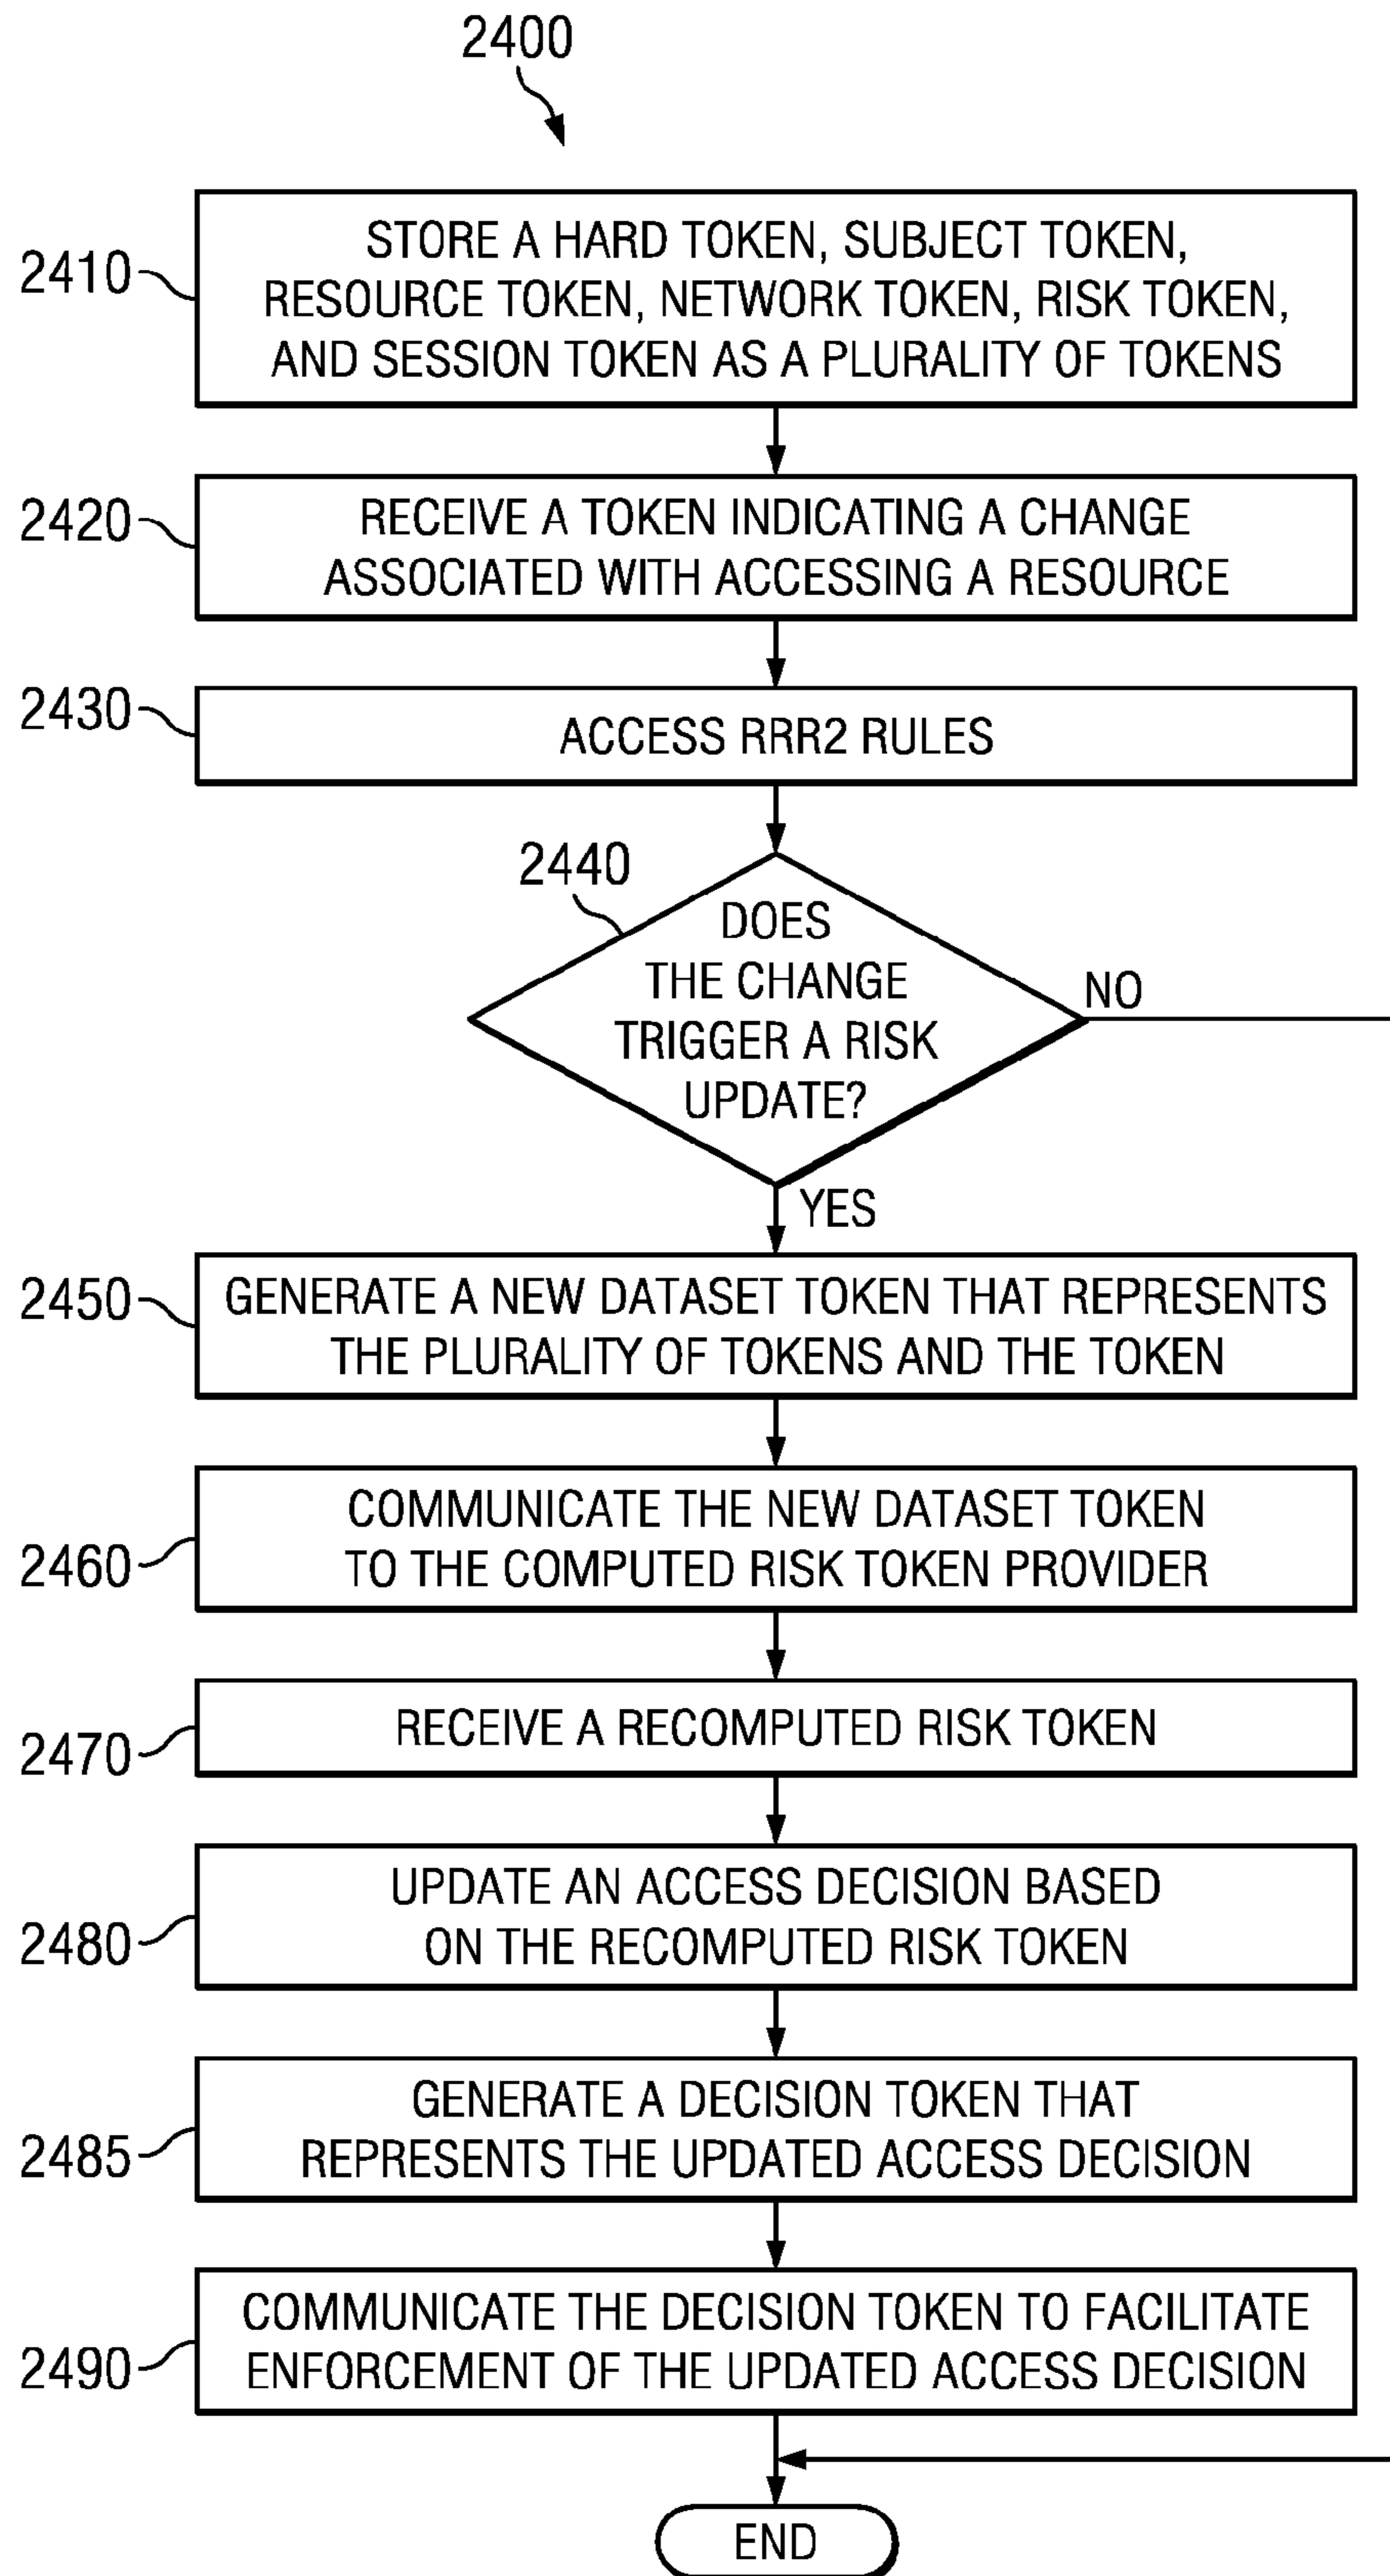 2400
2410
STORE A HARD TOKEN, SUBJECT TOKEN,
RESOURCE TOKEN, NETWORK TOKEN, RISK TOKEN,
AND SESSION TOKEN AS A PLURALITY OF TOKENS
2420
RECEIVE A TOKEN INDICATING A CHANGE
ASSOCIATED WITH ACCESSING A RESOURCE
2430
ACCESS RRR2 RULES
2440
DOES
THE CHANGE
TRIGGER A RISK
UPDATE?
NO
YES
2450
GENERATE A NEW DATASET TOKEN THAT REPRESENTS
THE PLURALITY OF TOKENS AND THE TOKEN
2460
COMMUNICATE THE NEW DATASET TOKEN
TO THE COMPUTED RISK TOKEN PROVIDER
2470
RECEIVE A RECOMPUTED RISK TOKEN
2480
UPDATE AN ACCESS DECISION BASED
ON THE RECOMPUTED RISK TOKEN
2485
GENERATE A DECISION TOKEN THAT
REPRESENTS THE UPDATED ACCESS DECISION
2490
COMMUNICATE THE DECISION TOKEN TO FACILITATE
ENFORCEMENT OF THE UPDATED ACCESS DECISION
END